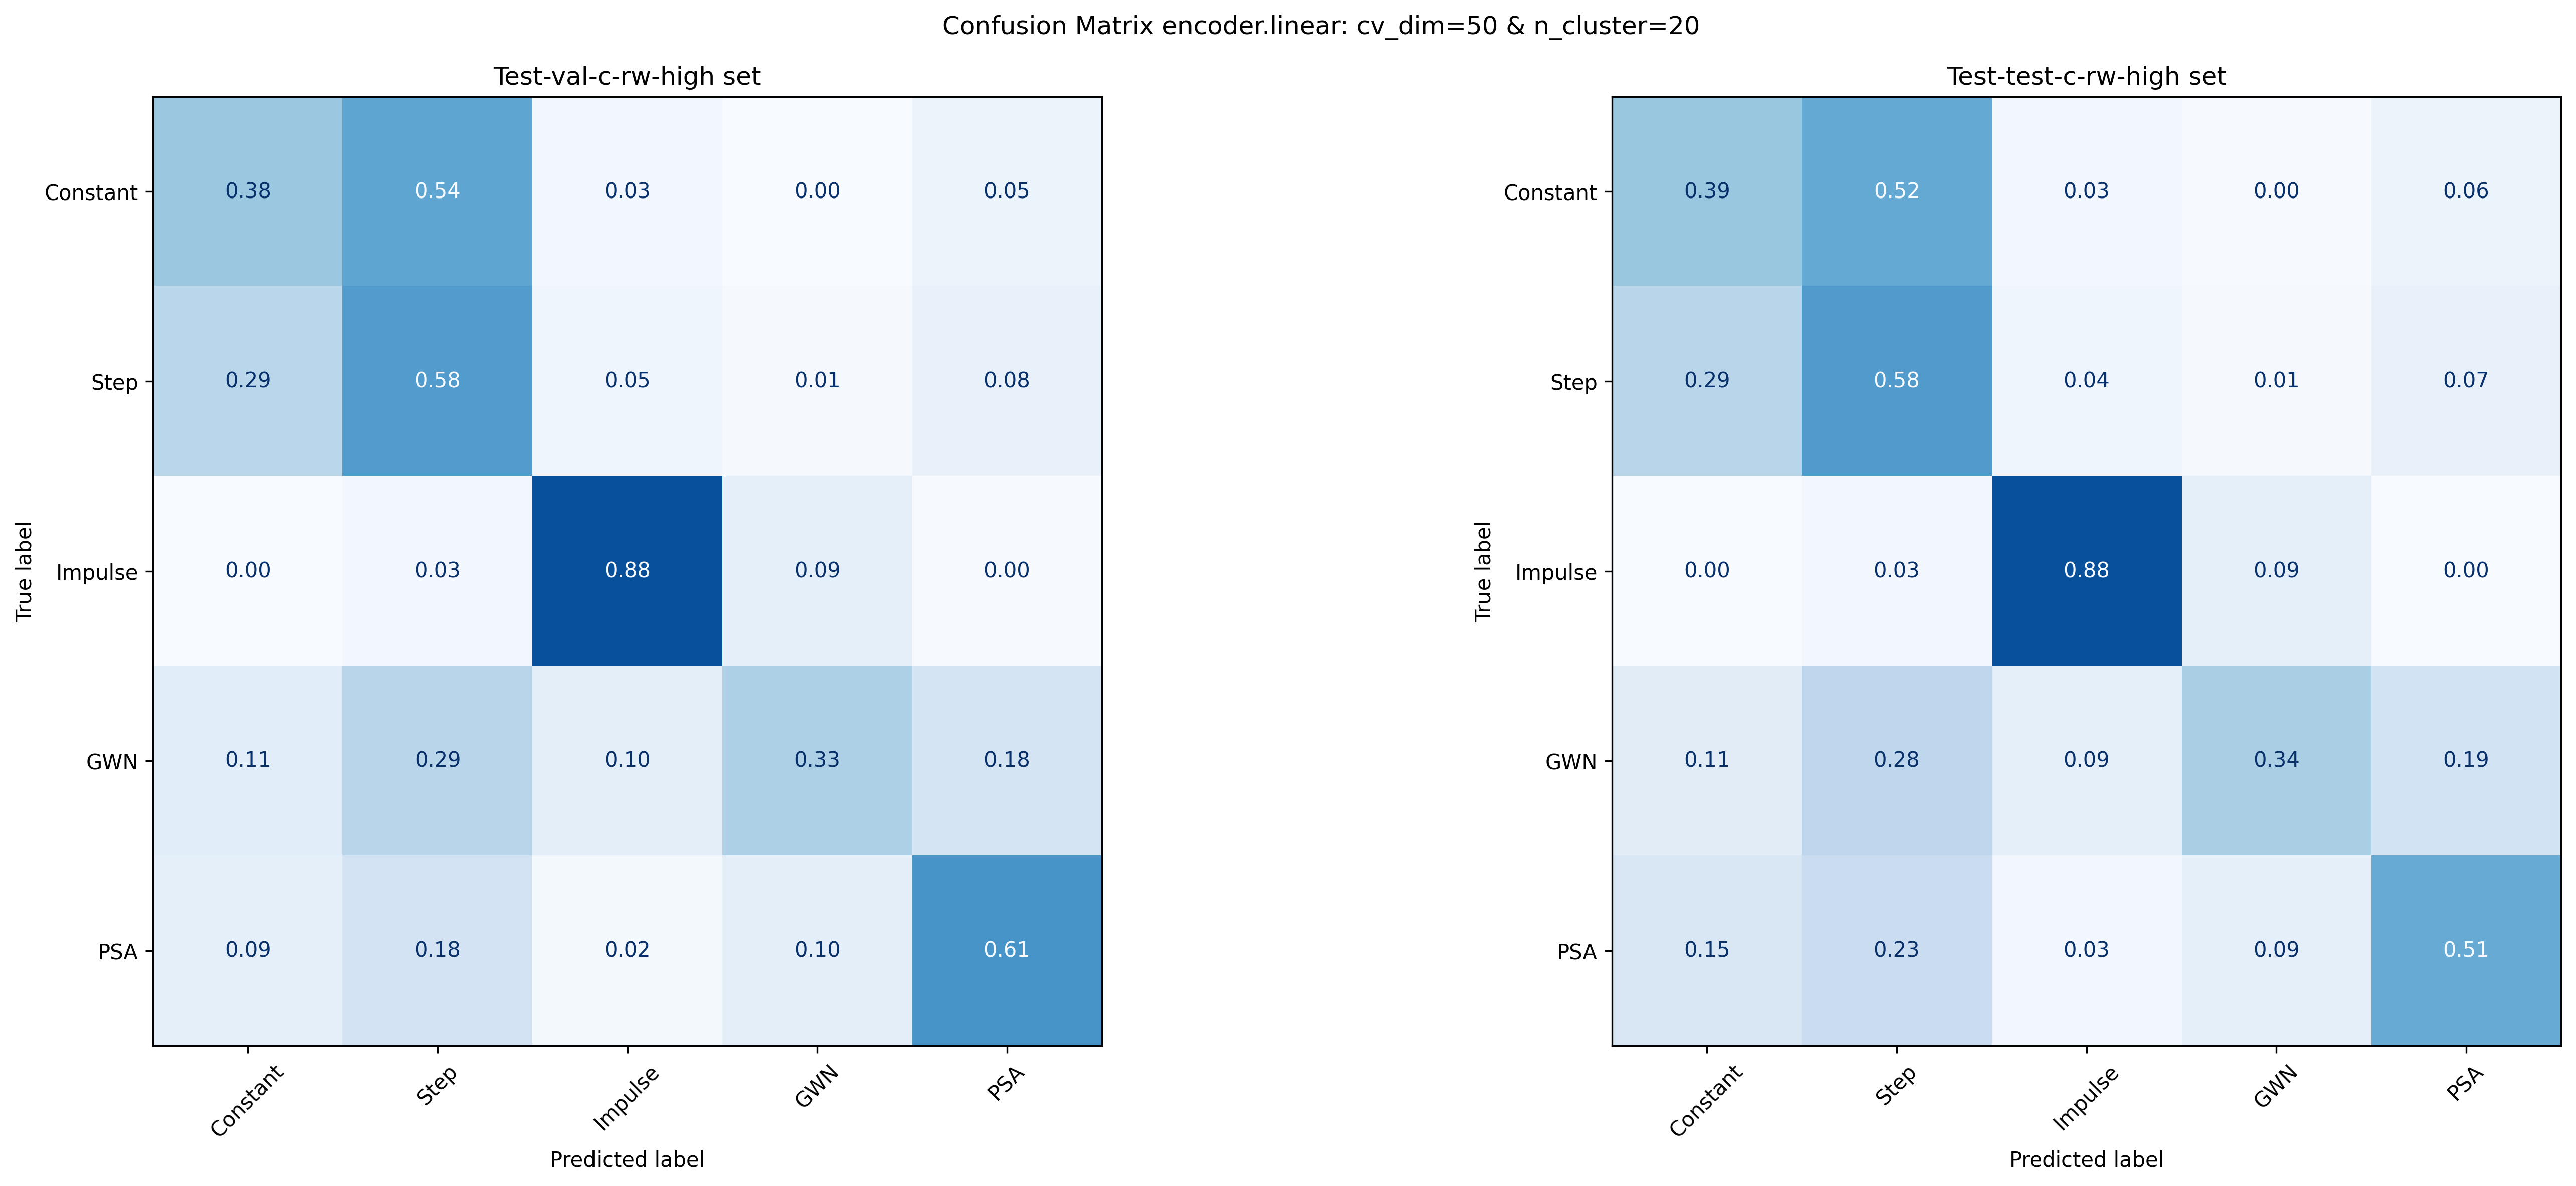 Confusion Matrix encoder.linear: cv_dim=50 & n_cluster=20
Test-val-c-rw-high set
True label
Constant 0.38 0.54 0.03 0.00 0.05
Step 0.29 0.58 0.05 0.01 0.08
Impulse 0.00 0.03 0.88 0.09 0.00
GWN 0.11 0.29 0.10 0.33 0.18
PSA 0.09 0.18 0.02 0.10 0.61
Constant Step Impulse GWN PSA
Predicted label
Test-test-c-rw-high set
True label
Constant 0.39 0.52 0.03 0.00 0.06
Step 0.29 0.58 0.04 0.01 0.07
Impulse 0.00 0.03 0.88 0.09 0.00
GWN 0.11 0.28 0.09 0.34 0.19
PSA 0.15 0.23 0.03 0.09 0.51
Constant Step Impulse GWN PSA
Predicted label